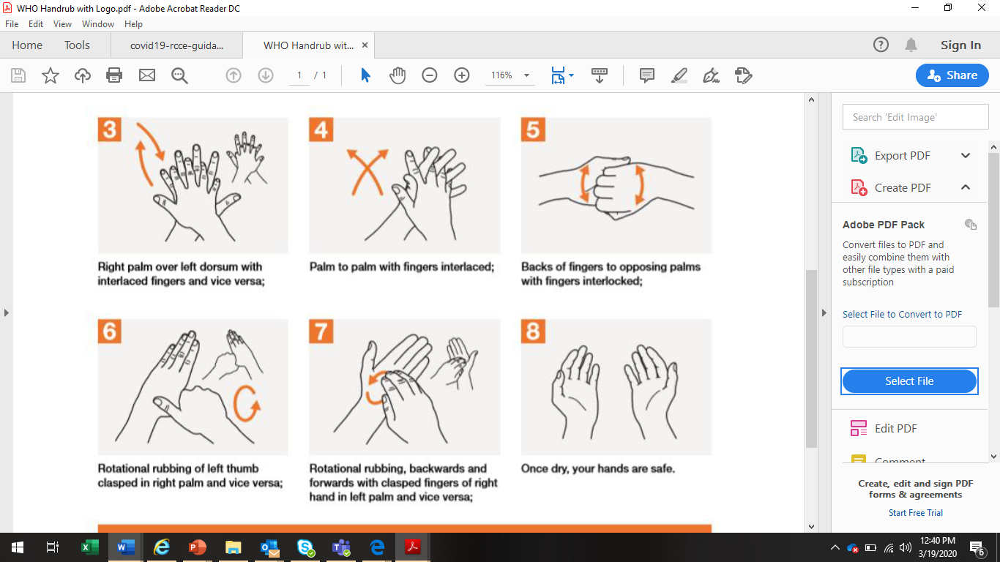 WHO Handrub with Logo.pdf - Adobe Acrobat Reader DC
File Edit View Window Help
Home Tools covid19-rcce-guida... WHO Handrub wit... ×
Sign In
1 / 1 116% Share
3
4
5
Right palm over left dorsum with
interlaced fingers and vice versa;
Palm to palm with fingers interlaced;
Backs of fingers to opposing palms
with fingers interlocked;
6
7
8
Rotational rubbing of left thumb
clasped in right palm and vice versa;
Rotational rubbing, backwards and
forwards with clasped fingers of right
hand in left palm and vice versa;
Once dry, your hands are safe.
Search 'Edit Image'
Export PDF
Create PDF
Adobe PDF Pack
Convert files to PDF and
easily combine them with
other file types with a paid
subscription
Select File to Convert to PDF
Select File
Edit PDF
Comment
Create, edit and sign PDF
forms & agreements
Start Free Trial
12:40 PM
3/19/2020
6